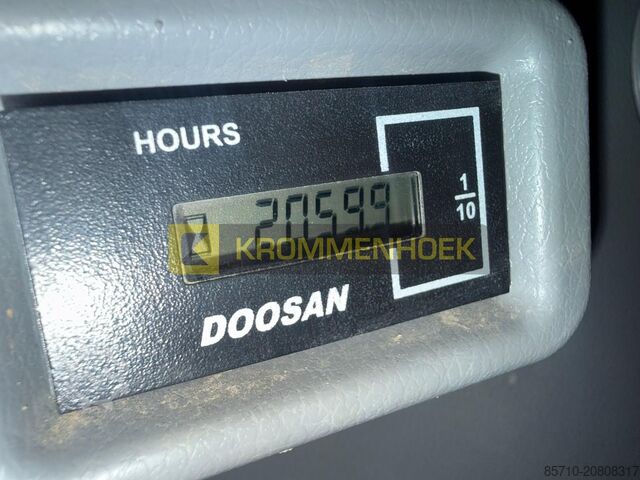 HOURS
20599
1
10
KROMMENHOEK
DOOSAN
85710-20808317